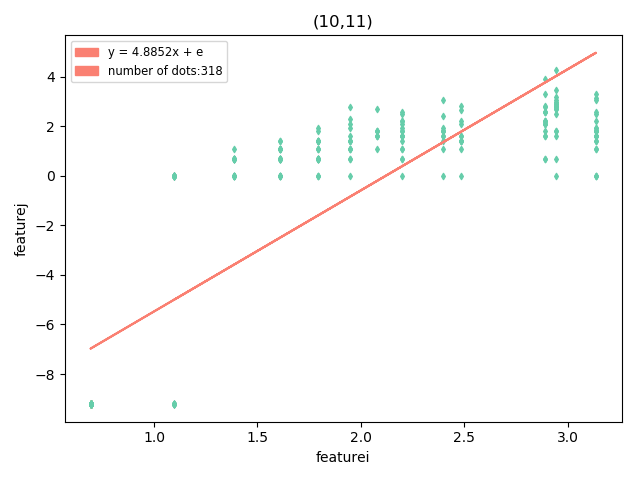 (10,11)
y = 4.8852x + e
number of dots:318
4
2
0
−2
−4
−6
−8
featurej
1.0 1.5 2.0 2.5 3.0
featurei